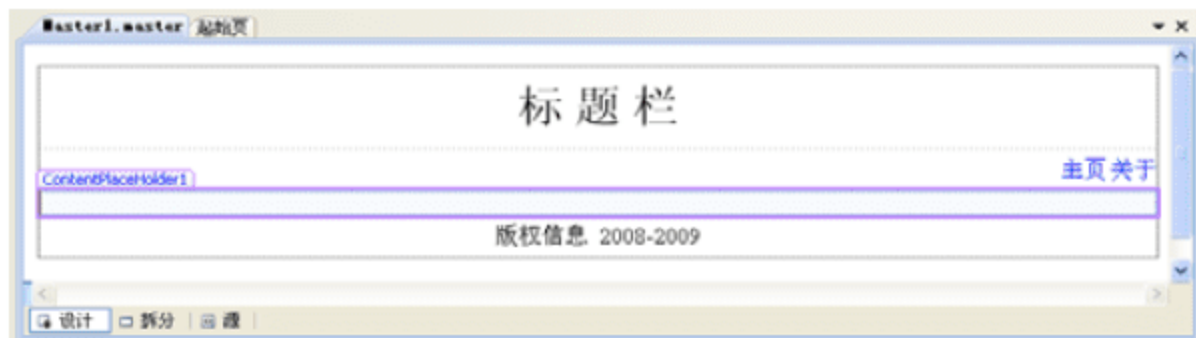 Master1.master 起始页
标题栏
主页 关于
ContentPlaceHolder1
版权信息 2008-2009
设计 拆分 源